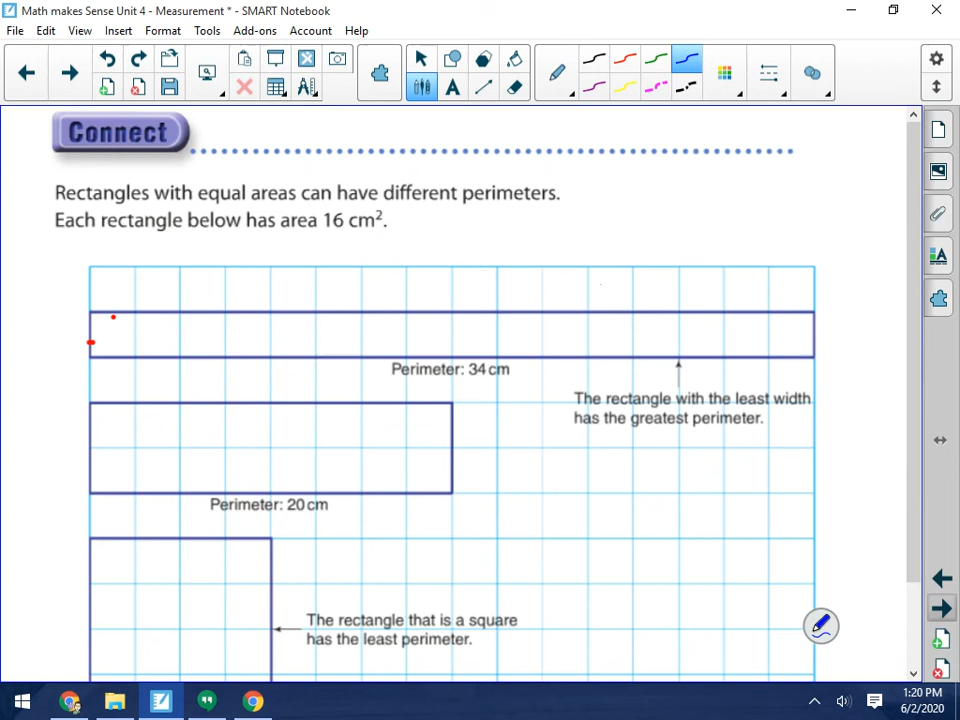 Math makes Sense Unit 4 - Measurement * - SMART Notebook
File Edit View Insert Format Tools Add-ons Account Help
Connect
Rectangles with equal areas can have different perimeters.
Each rectangle below has area 16 cm².
Perimeter: 34 cm
The rectangle with the least width
has the greatest perimeter.
Perimeter: 20 cm
The rectangle that is a square
has the least perimeter.
1:20 PM
6/2/2020